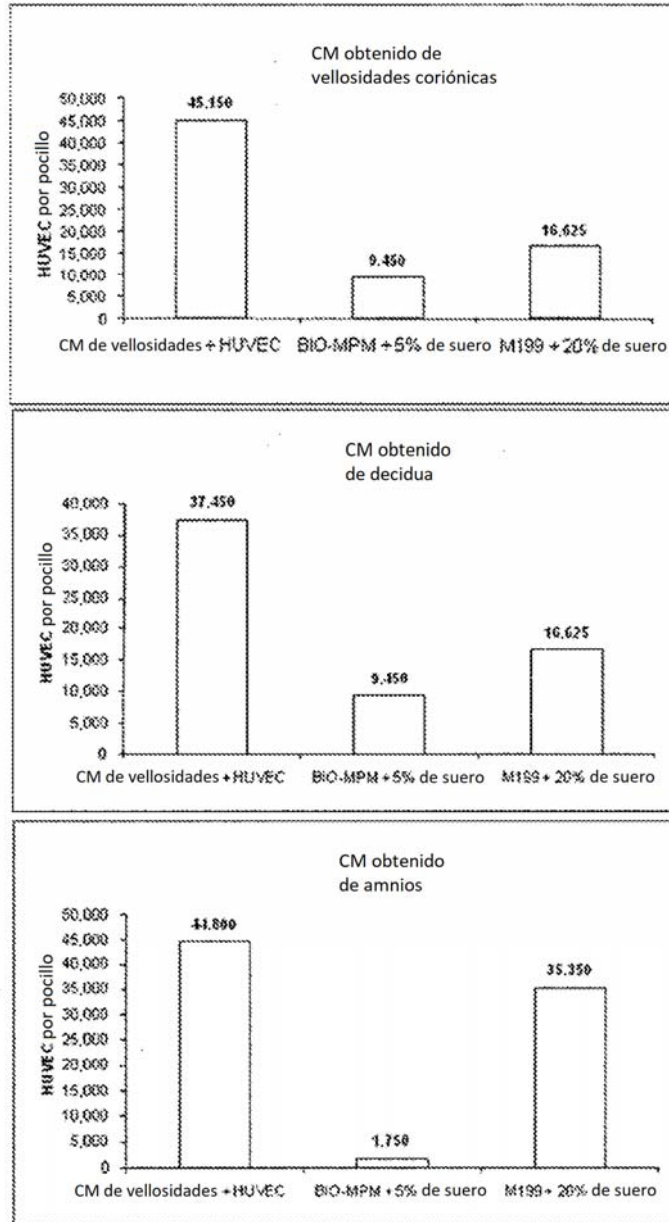 CM obtenido de
vellosidades coriónicas
HUVEC por pocillo
50,000
45,000
40,000
35,000
30,000
25,000
20,000
15,000
10,000
5,000
0
45.150
9.450
16.625
CM de vellosidades + HUVEC
BIO-MPM + 5% de suero
M199 + 20% de suero
CM obtenido
de decidua
HUVEC por pocillo
40,000
35,000
30,000
25,000
20,000
15,000
10,000
5,000
0
37.450
9.450
16.625
CM de vellosidades + HUVEC
BIO-MPM + 5% de suero
M199 + 20% de suero
CM obtenido
de amnios
HUVEC por pocillo
50,000
45,000
40,000
35,000
30,000
25,000
20,000
15,000
10,000
5,000
0
44.800
1.750
35.350
CM de vellosidades + HUVEC
BIO-MPM + 5% de suero
M199 + 20% de suero